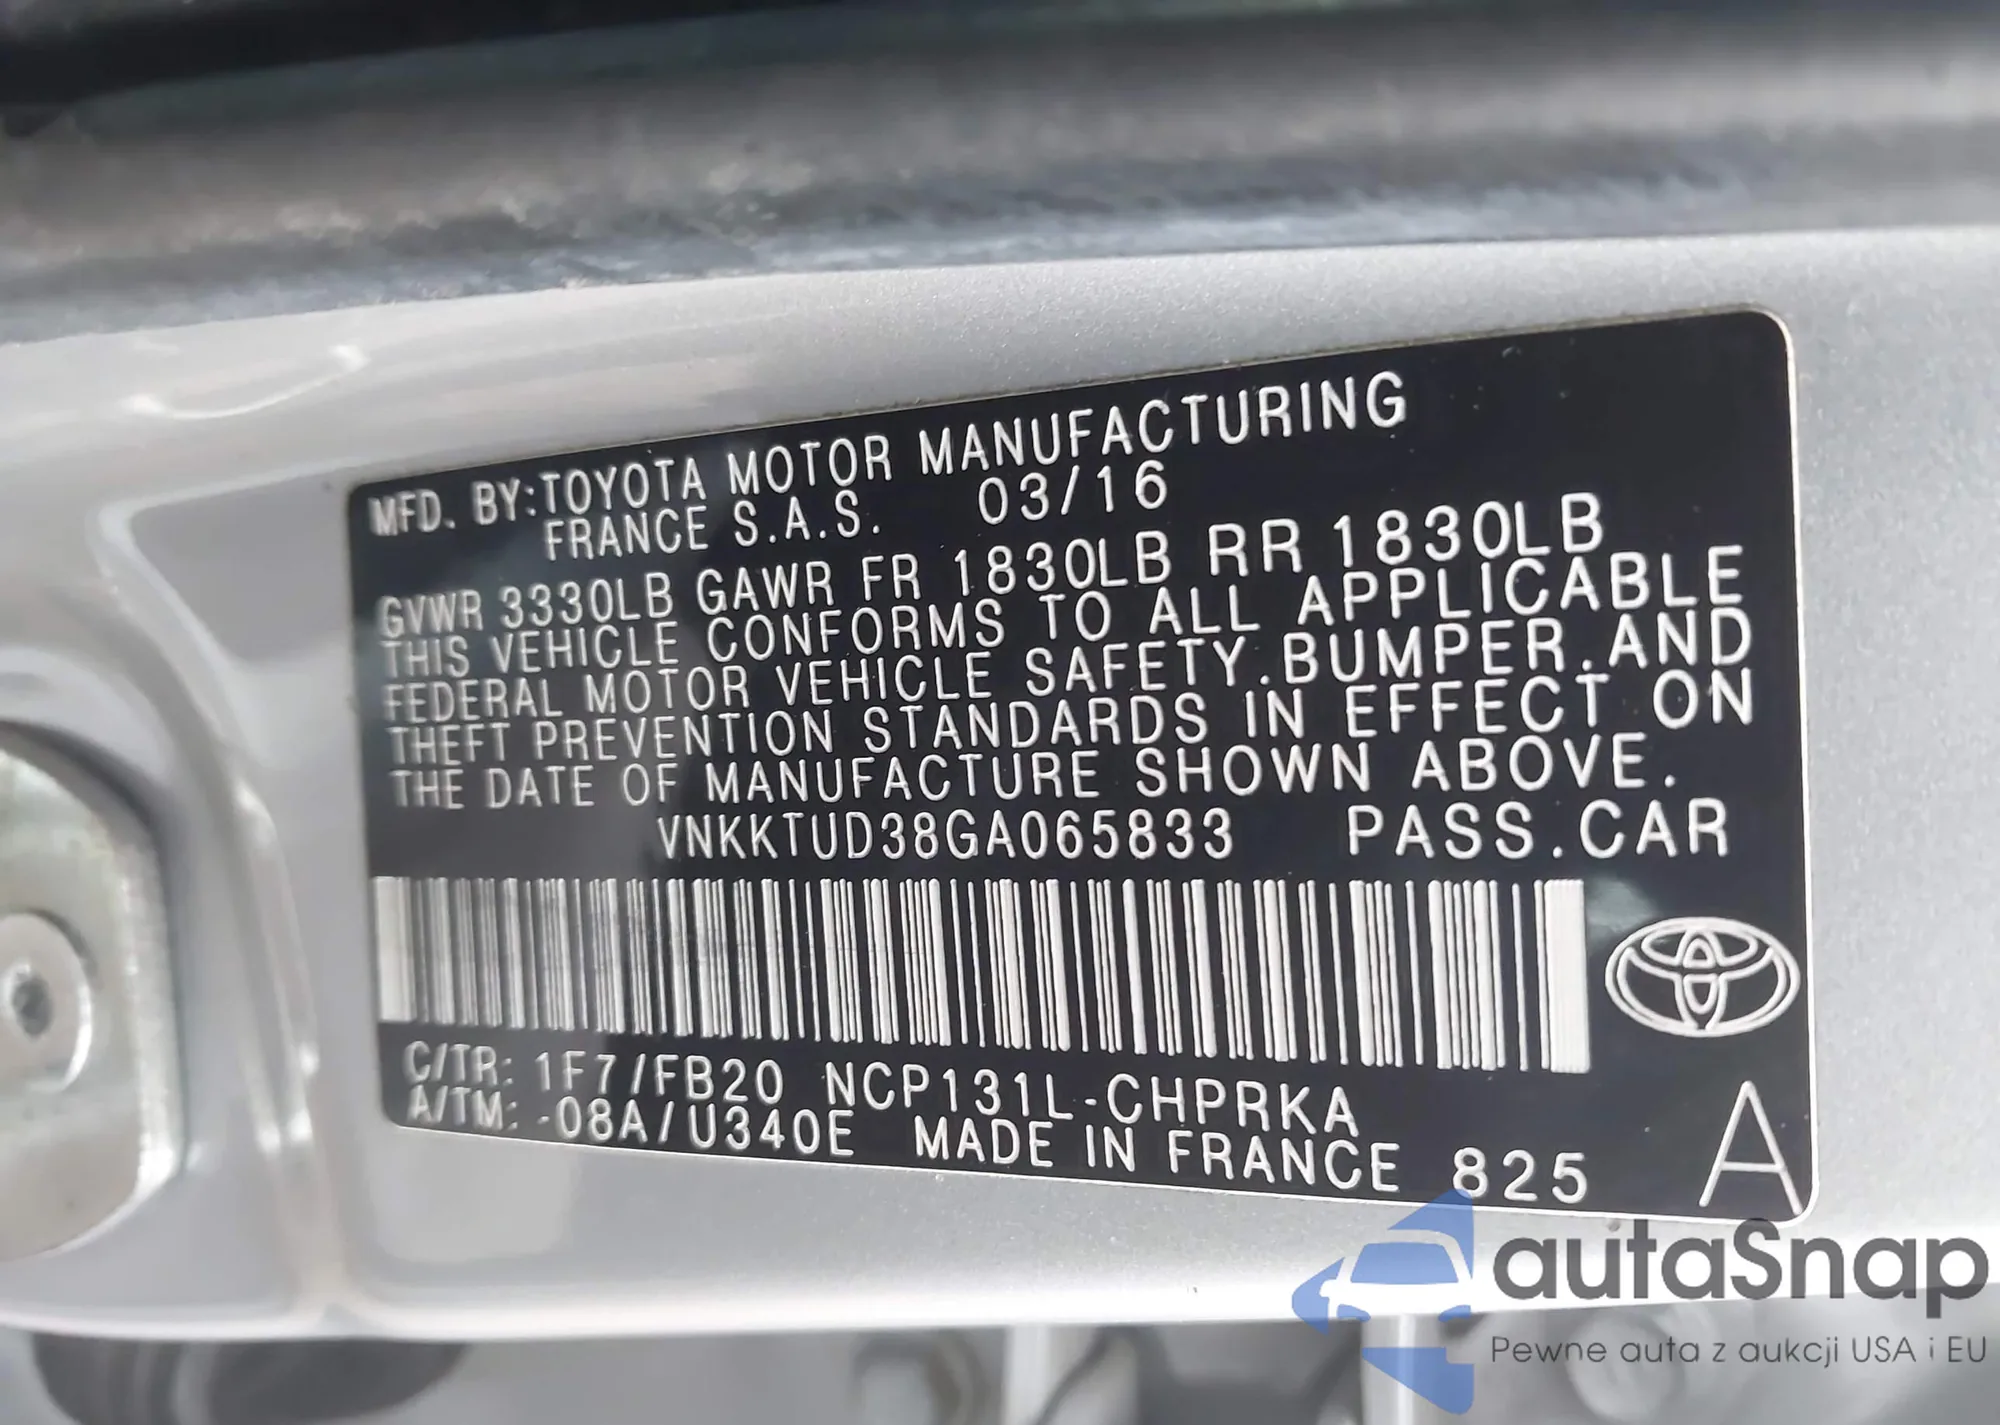 MFD. BY:TOYOTA MOTOR MANUFACTURING
FRANCE S.A.S. 03/16
GVWR 3330LB GAWR FR 1830LB RR 1830LB
THIS VEHICLE CONFORMS TO ALL APPLICABLE
FEDERAL MOTOR VEHICLE SAFETY.BUMPER.AND
THEFT PREVENTION STANDARDS IN EFFECT ON
THE DATE OF MANUFACTURE SHOWN ABOVE.
VNKKTUD38GA065833 PASS.CAR
C/TR: 1F7/FB20 NCP131L-CHPRKA
A/TM: -08A/U340E MADE IN FRANCE 825
A
autaSnap
Pewne auta z aukcji USA i EU